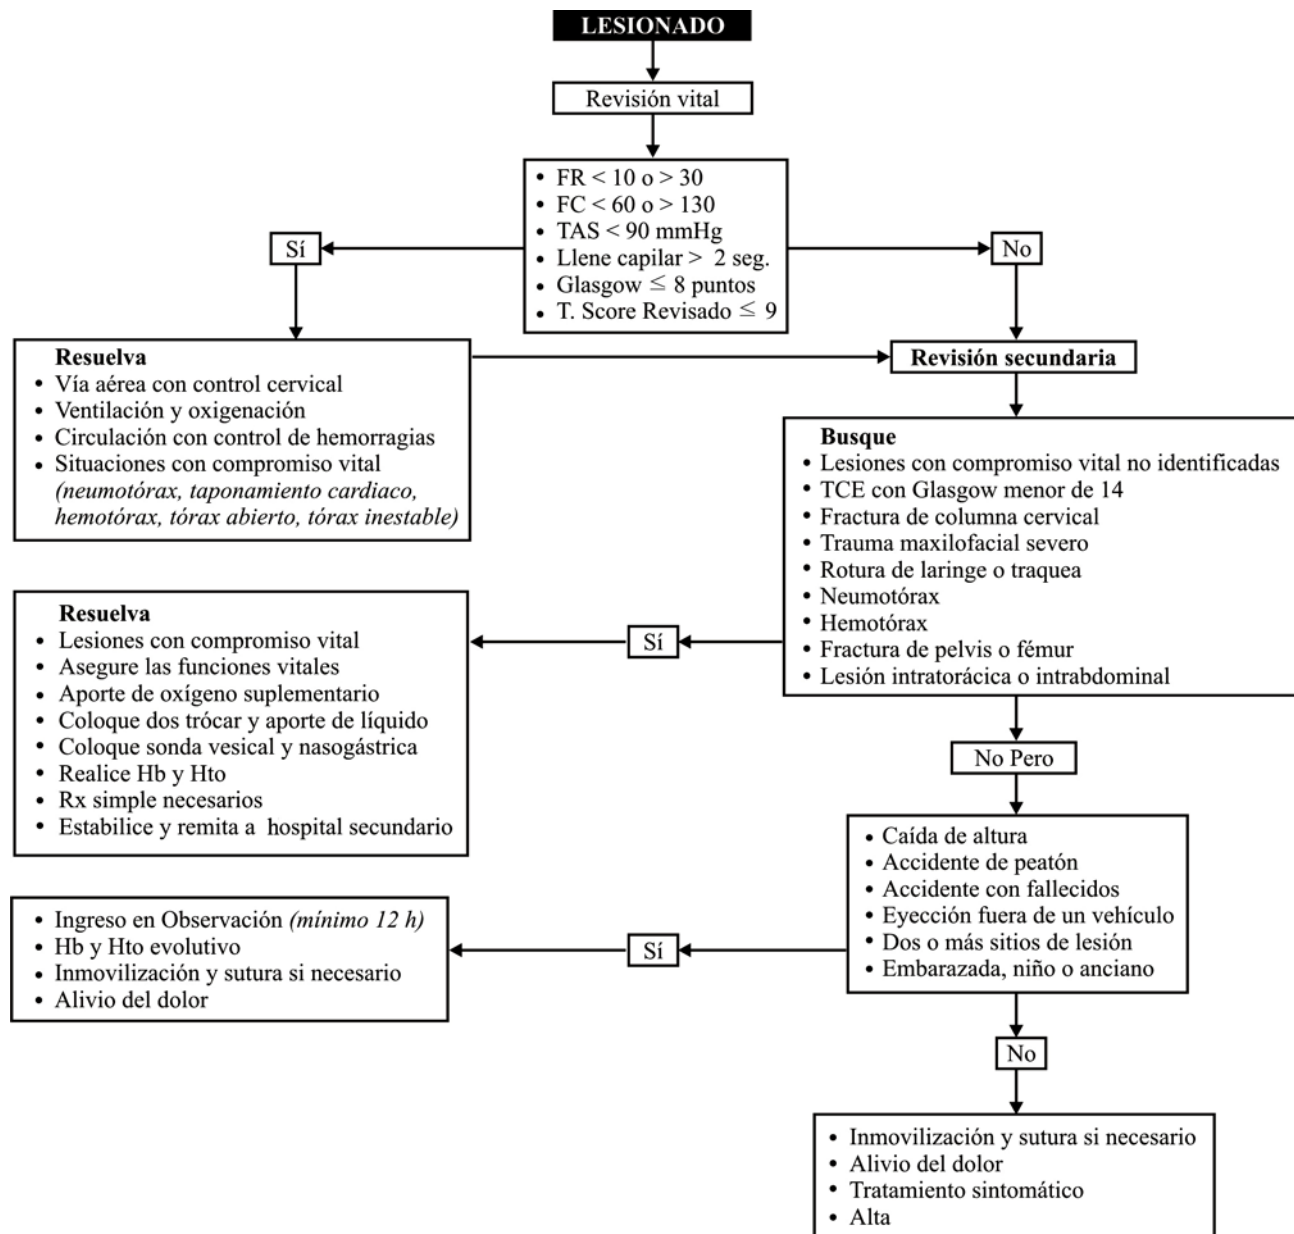 LESIONADO
Revisión vital
• FR < 10 o > 30
• FC < 60 o > 130
• TAS < 90 mmHg
• Llene capilar > 2 seg.
• Glasgow ≤ 8 puntos
• T. Score Revisado ≤ 9
Sí
No
Resuelva
• Vía aérea con control cervical
• Ventilación y oxigenación
• Circulación con control de hemorragias
• Situaciones con compromiso vital
(neumotórax, taponamiento cardiaco,
hemotórax, tórax abierto, tórax inestable)
Revisión secundaria
Busque
• Lesiones con compromiso vital no identificadas
• TCE con Glasgow menor de 14
• Fractura de columna cervical
• Trauma maxilofacial severo
• Rotura de laringe o traquea
• Neumotórax
• Hemotórax
• Fractura de pelvis o fémur
• Lesión intratorácica o intrabdominal
Sí
Resuelva
• Lesiones con compromiso vital
• Asegure las funciones vitales
• Aporte de oxígeno suplementario
• Coloque dos trócar y aporte de líquido
• Coloque sonda vesical y nasogástrica
• Realice Hb y Hto
• Rx simple necesarios
• Estabilice y remita a hospital secundario
No Pero
• Caída de altura
• Accidente de peatón
• Accidente con fallecidos
• Eyección fuera de un vehículo
• Dos o más sitios de lesión
• Embarazada, niño o anciano
Sí
• Ingreso en Observación (mínimo 12 h)
• Hb y Hto evolutivo
• Inmovilización y sutura si necesario
• Alivio del dolor
No
• Inmovilización y sutura si necesario
• Alivio del dolor
• Tratamiento sintomático
• Alta